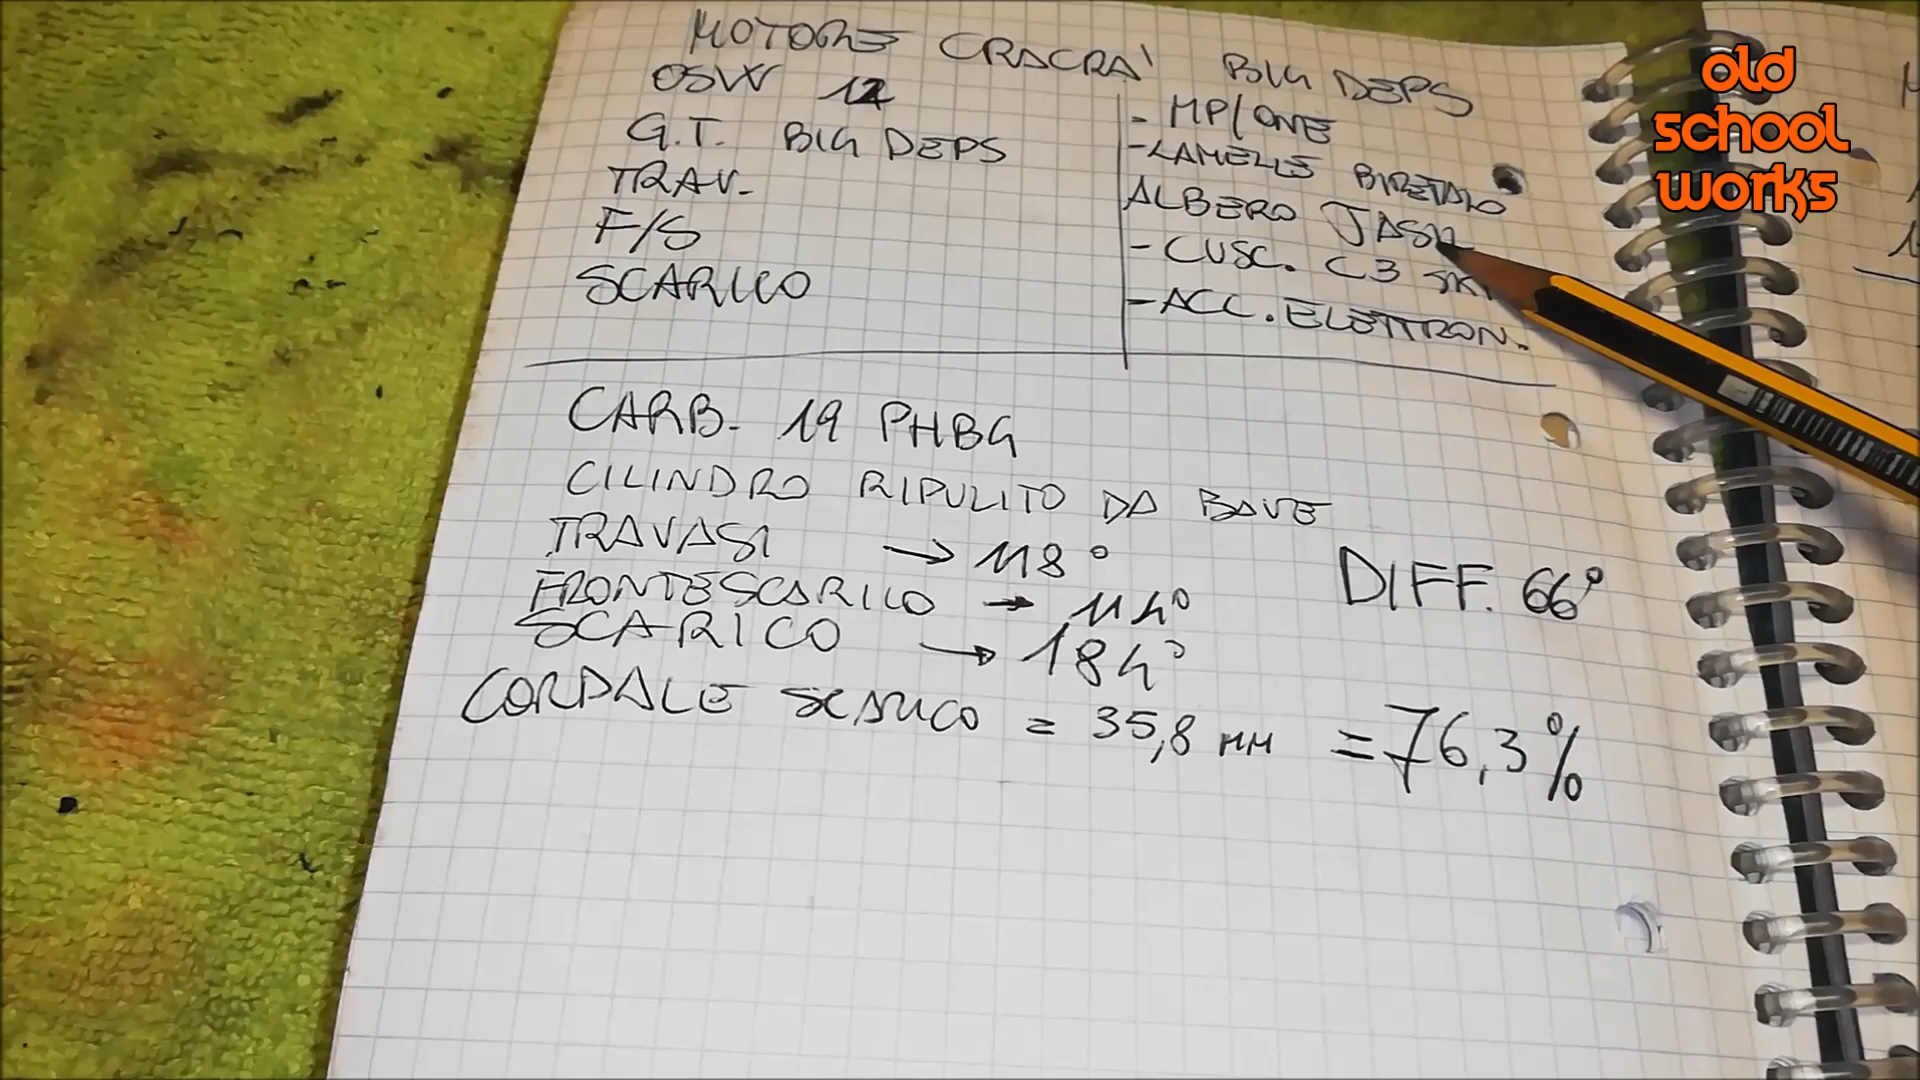 MOTORE CRACRA' BIG DEPS
OSW 12
G.T. BIG DEPS
TRAV.
F/S
SCARICO
- MP/ONE
- LAMELLE
ALBERO JASIL
- CUSC. C3
- ACC. ELETTRON.
CARB. 19 PHBG
CILINDRO RIPULITO DA BAVE
TRAVASI → 118°
FRONTESCARICO → 114°
SCARICO → 184°
DIFF. 66°
CORDALE SCARICO = 35,8 MM = 76,3%
old
school
works